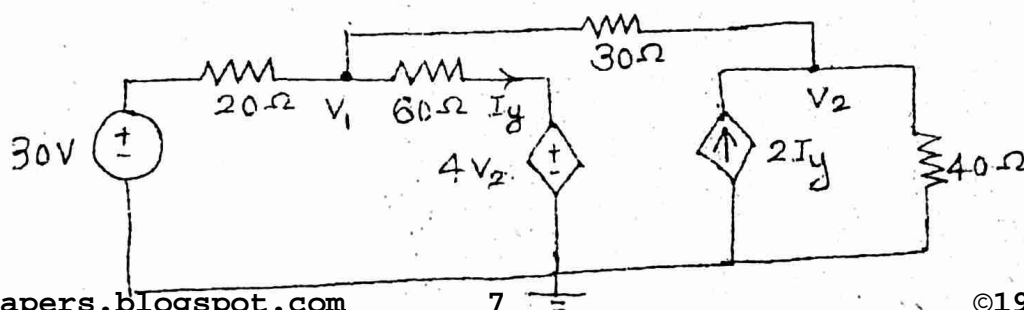 30Ω
20Ω V₁ 60Ω Iy
V₂
30V
+
-
4V₂
+
-
2Iy
40Ω
apers.blogspot.com 7 ©19